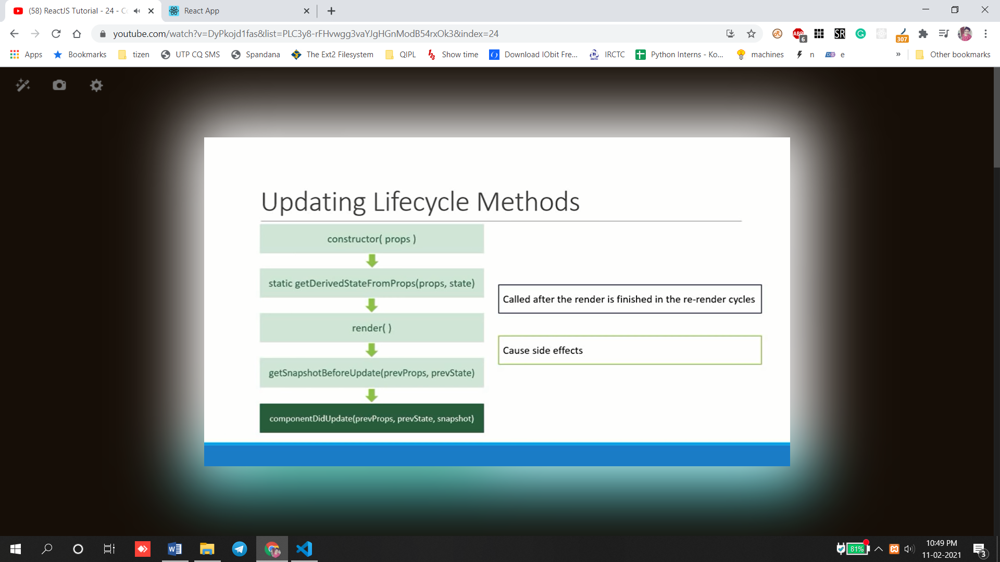 (58) ReactJS Tutorial - 24 - Co
React App
youtube.com/watch?v=DyPkojd1fas&list=PLC3y8-rFHvwgg3vaYJgHGnModB54rxOk3&index=24
ABP
6
SR
307
Apps
Bookmarks
tizen
UTP CQ SMS
Spandana
The Ext2 Filesystem
QIPL
Show time
Download IObit Fre...
IRCTC
Python Interns - Ko...
machines
n
e
»
Other bookmarks
Updating Lifecycle Methods
constructor( props )
static getDerivedStateFromProps(props, state)
render( )
getSnapshotBeforeUpdate(prevProps, prevState)
componentDidUpdate(prevProps, prevState, snapshot)
Called after the render is finished in the re-render cycles
Cause side effects
81%
10:49 PM
11-02-2021
3